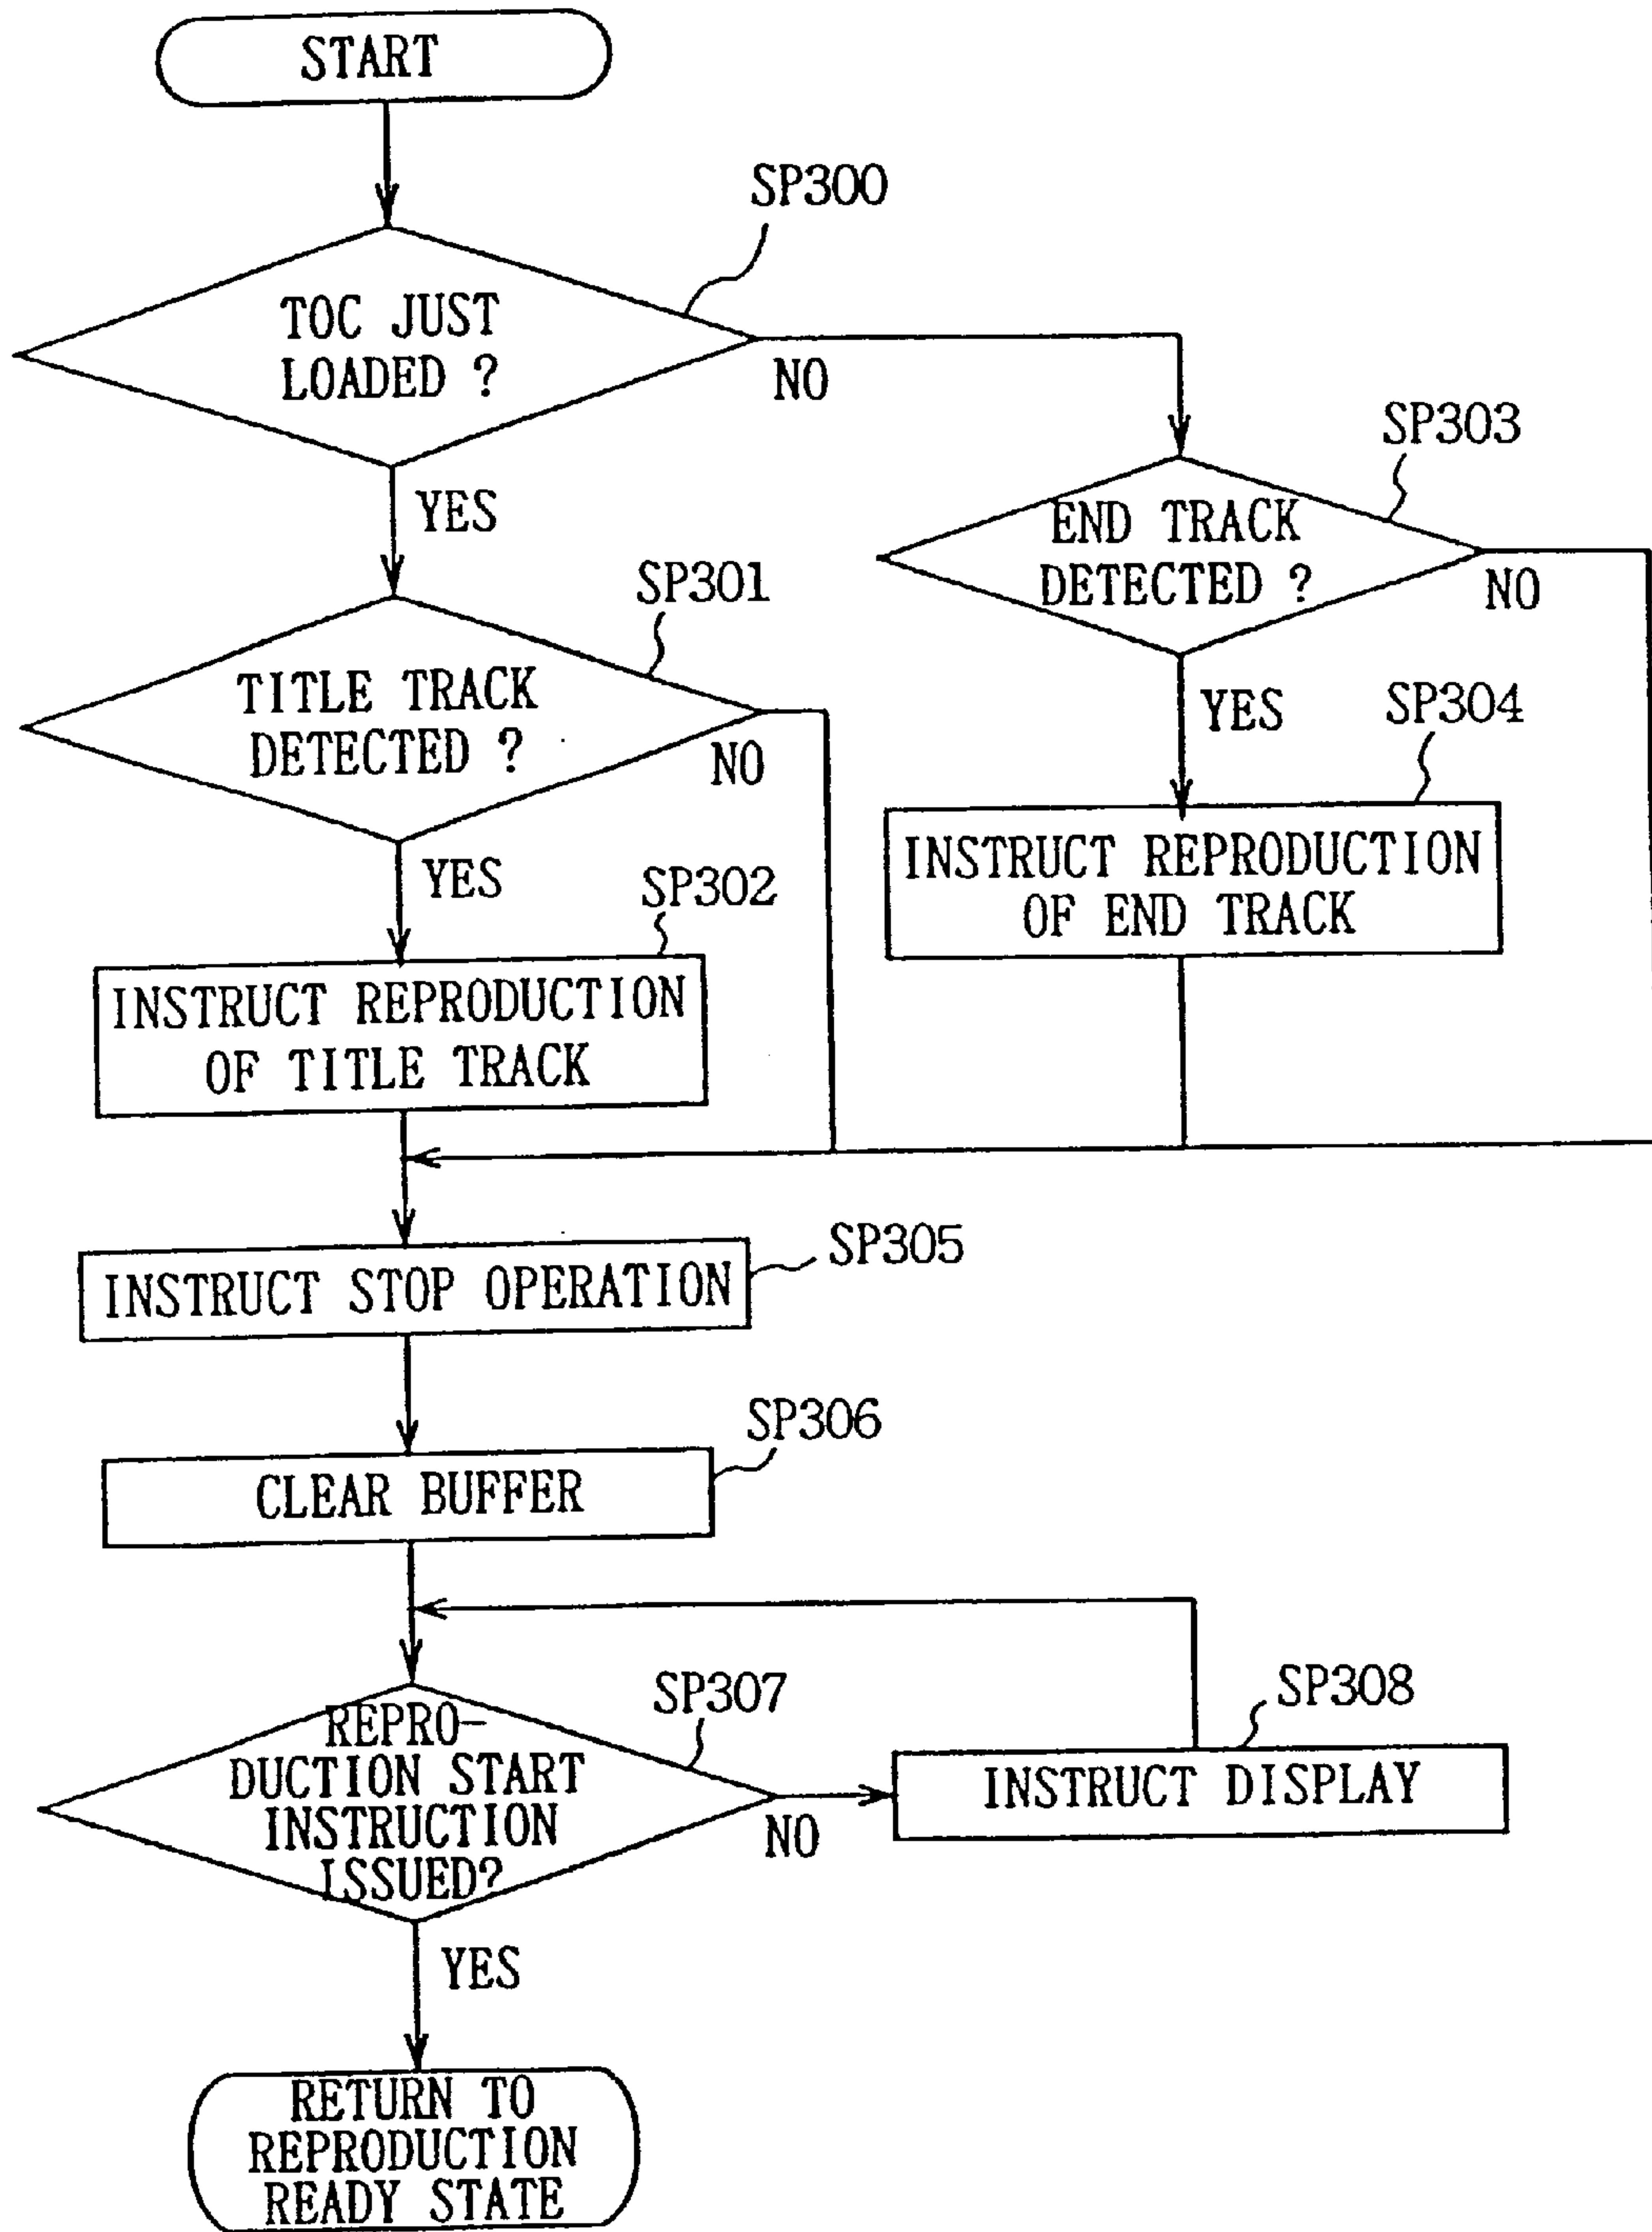 START
SP300
TOC JUST
LOADED ?
NO
YES
SP303
END TRACK
DETECTED ?
NO
YES
SP301
TITLE TRACK
DETECTED ?
NO
YES
SP304
INSTRUCT REPRODUCTION
OF END TRACK
SP302
INSTRUCT REPRODUCTION
OF TITLE TRACK
SP305
INSTRUCT STOP OPERATION
SP306
CLEAR BUFFER
SP307
REPRO-
DUCTION START
INSTRUCTION
ISSUED?
NO
SP308
INSTRUCT DISPLAY
YES
RETURN TO
REPRODUCTION
READY STATE